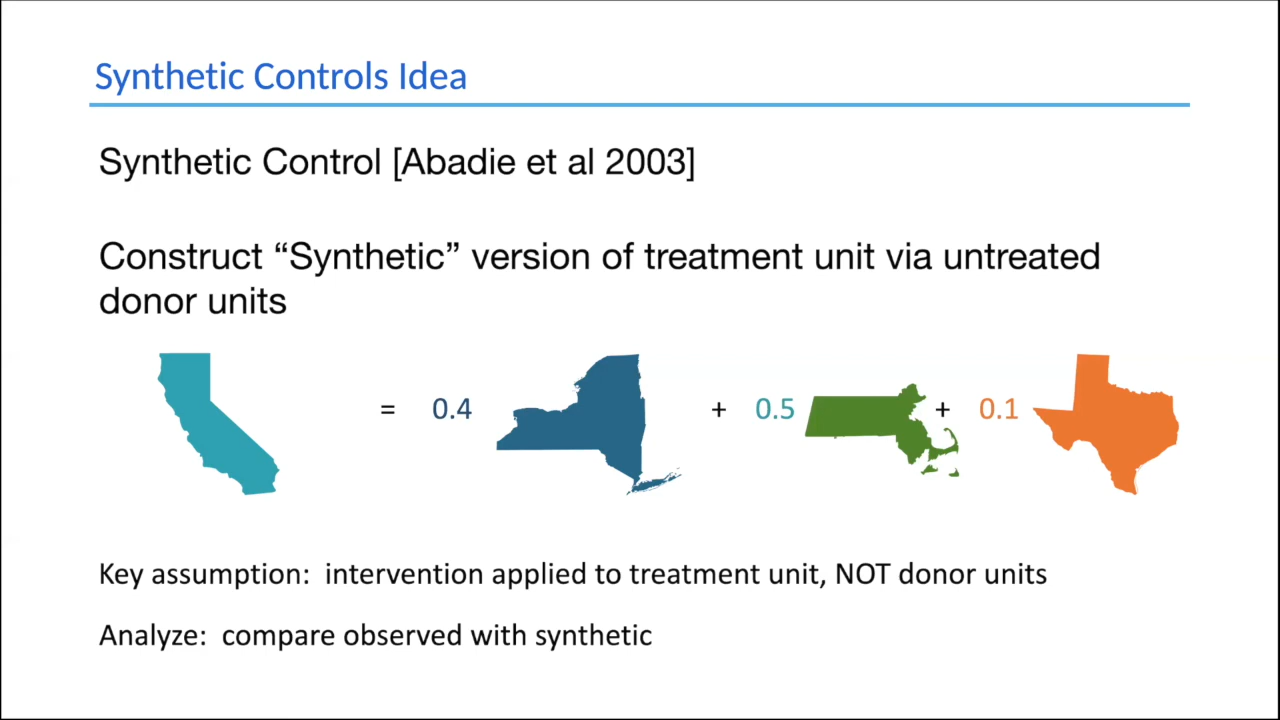 Synthetic Controls Idea
Synthetic Control [Abadie et al 2003]
Construct “Synthetic” version of treatment unit via untreated
donor units
= 0.4 + 0.5 + 0.1
Key assumption: intervention applied to treatment unit, NOT donor units
Analyze: compare observed with synthetic